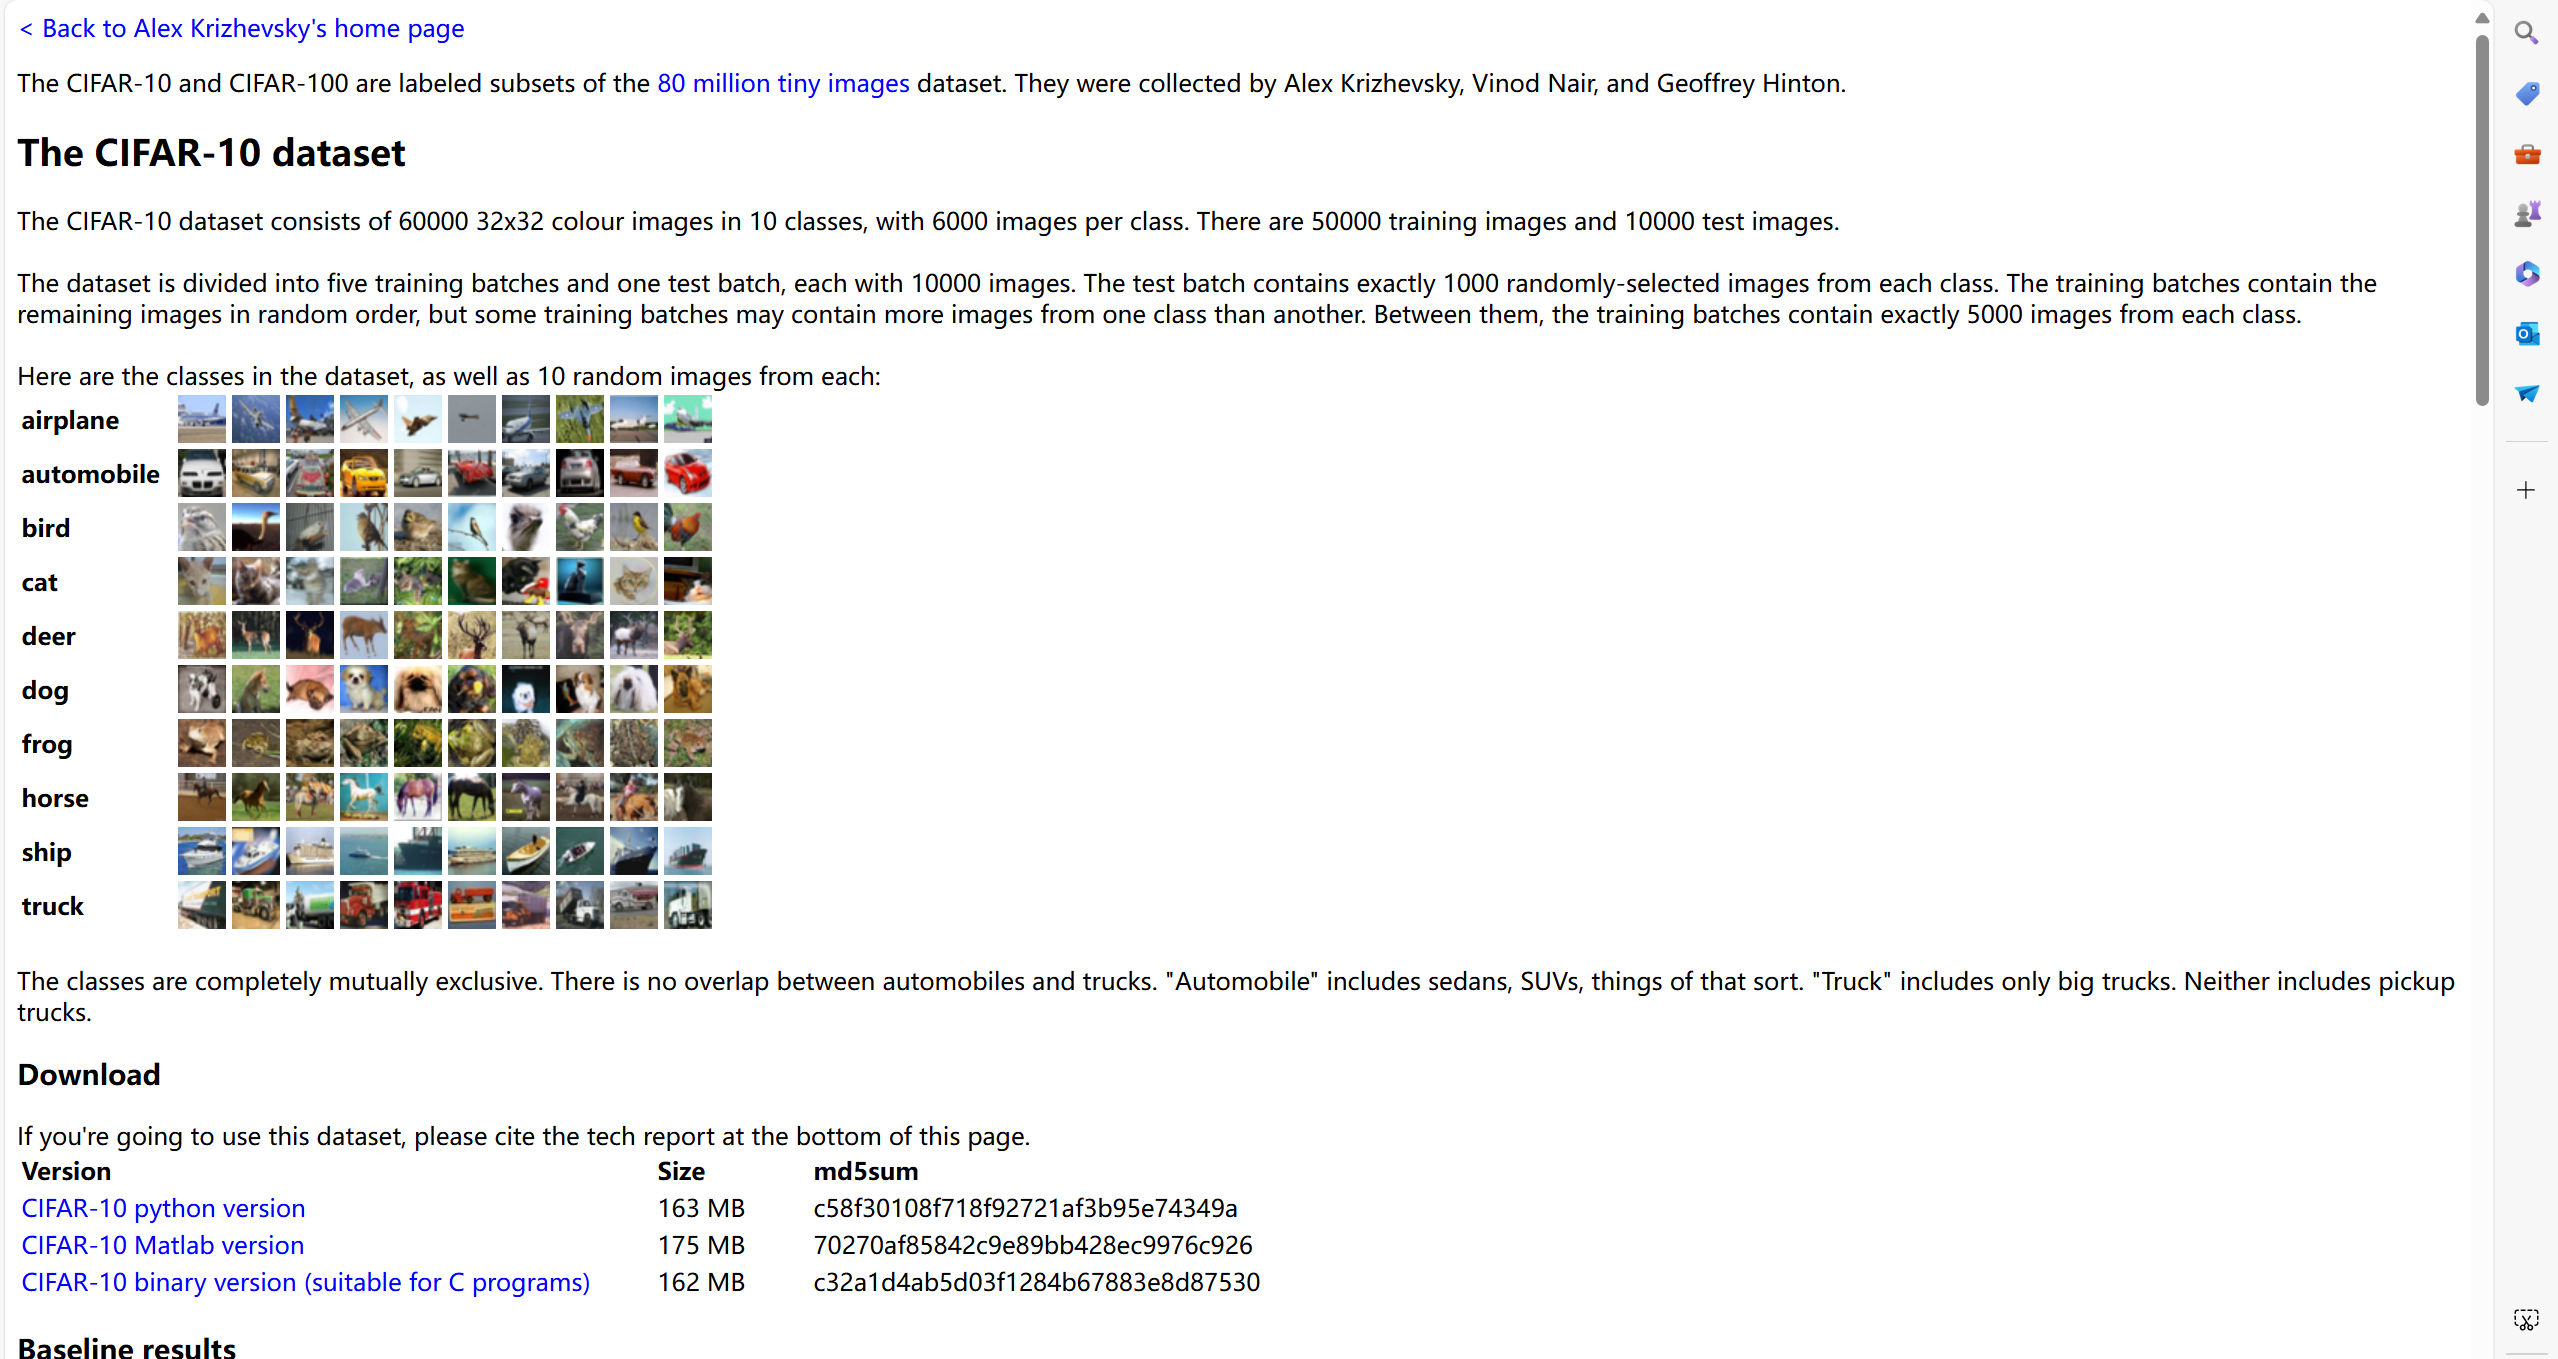 < Back to Alex Krizhevsky's home page
The CIFAR-10 and CIFAR-100 are labeled subsets of the 80 million tiny images dataset. They were collected by Alex Krizhevsky, Vinod Nair, and Geoffrey Hinton.
The CIFAR-10 dataset
The CIFAR-10 dataset consists of 60000 32x32 colour images in 10 classes, with 6000 images per class. There are 50000 training images and 10000 test images.
The dataset is divided into five training batches and one test batch, each with 10000 images. The test batch contains exactly 1000 randomly-selected images from each class. The training batches contain the
remaining images in random order, but some training batches may contain more images from one class than another. Between them, the training batches contain exactly 5000 images from each class.
Here are the classes in the dataset, as well as 10 random images from each:
airplane
automobile
bird
cat
deer
dog
frog
horse
ship
truck
The classes are completely mutually exclusive. There is no overlap between automobiles and trucks. "Automobile" includes sedans, SUVs, things of that sort. "Truck" includes only big trucks. Neither includes pickup
trucks.
Download
If you're going to use this dataset, please cite the tech report at the bottom of this page.
Version Size md5sum
CIFAR-10 python version 163 MB c58f30108f718f92721af3b95e74349a
CIFAR-10 Matlab version 175 MB 70270af85842c9e89bb428ec9976c926
CIFAR-10 binary version (suitable for C programs) 162 MB c32a1d4ab5d03f1284b67883e8d87530
Baseline results